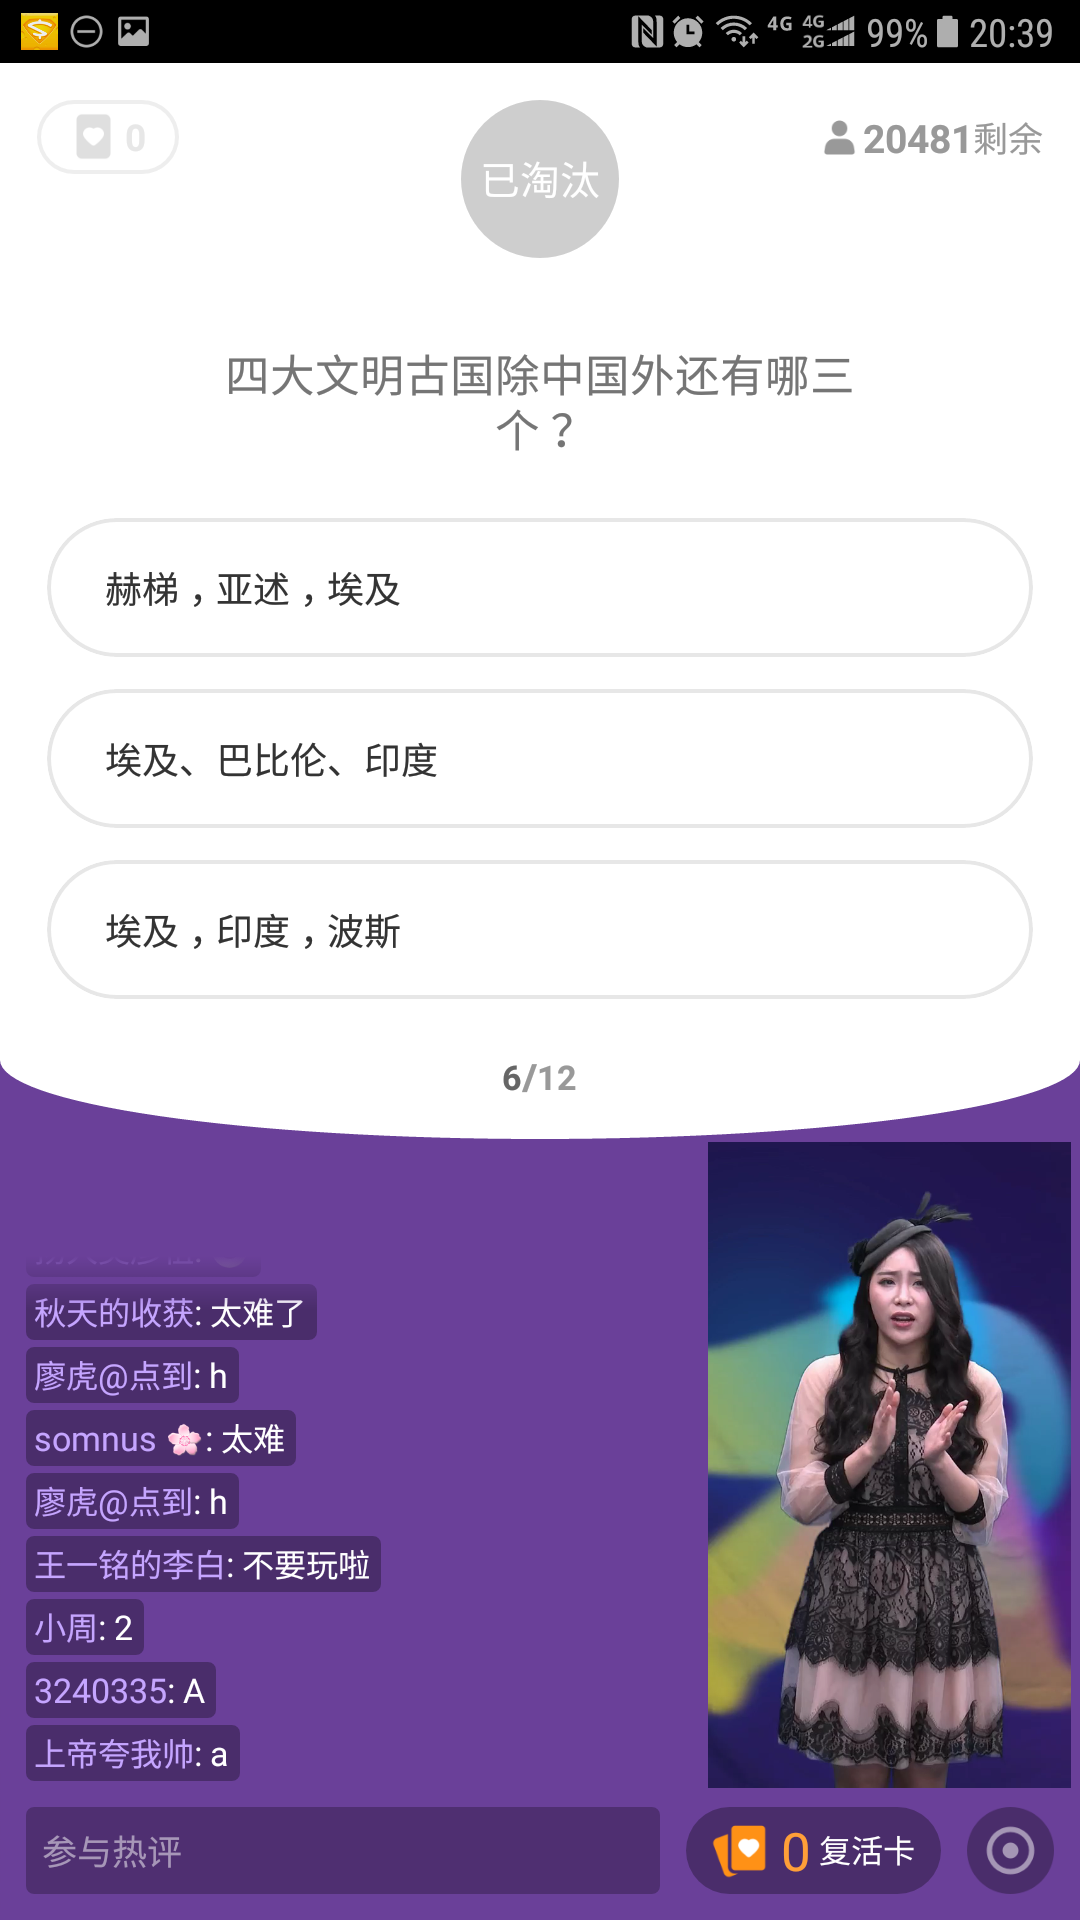 4G 4G 2G 99% 20:39
0
已淘汰
20481剩余
四大文明古国除中国外还有哪三
个？
赫梯，亚述，埃及
埃及、巴比伦、印度
埃及，印度，波斯
6/12
秋天的收获: 太难了
廖虎@点到: h
somnus 🌸: 太难
廖虎@点到: h
王一铭的李白: 不要玩啦
小周: 2
3240335: A
上帝夸我帅: a
参与热评
0 复活卡